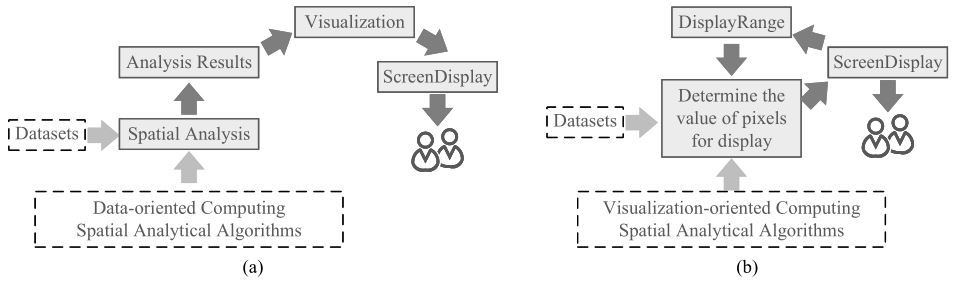 Visualization
Analysis Results
ScreenDisplay
Datasets
Spatial Analysis
Data-oriented Computing
Spatial Analytical Algorithms
(a)
DisplayRange
ScreenDisplay
Datasets
Determine the
value of pixels
for display
Visualization-oriented Computing
Spatial Analytical Algorithms
(b)